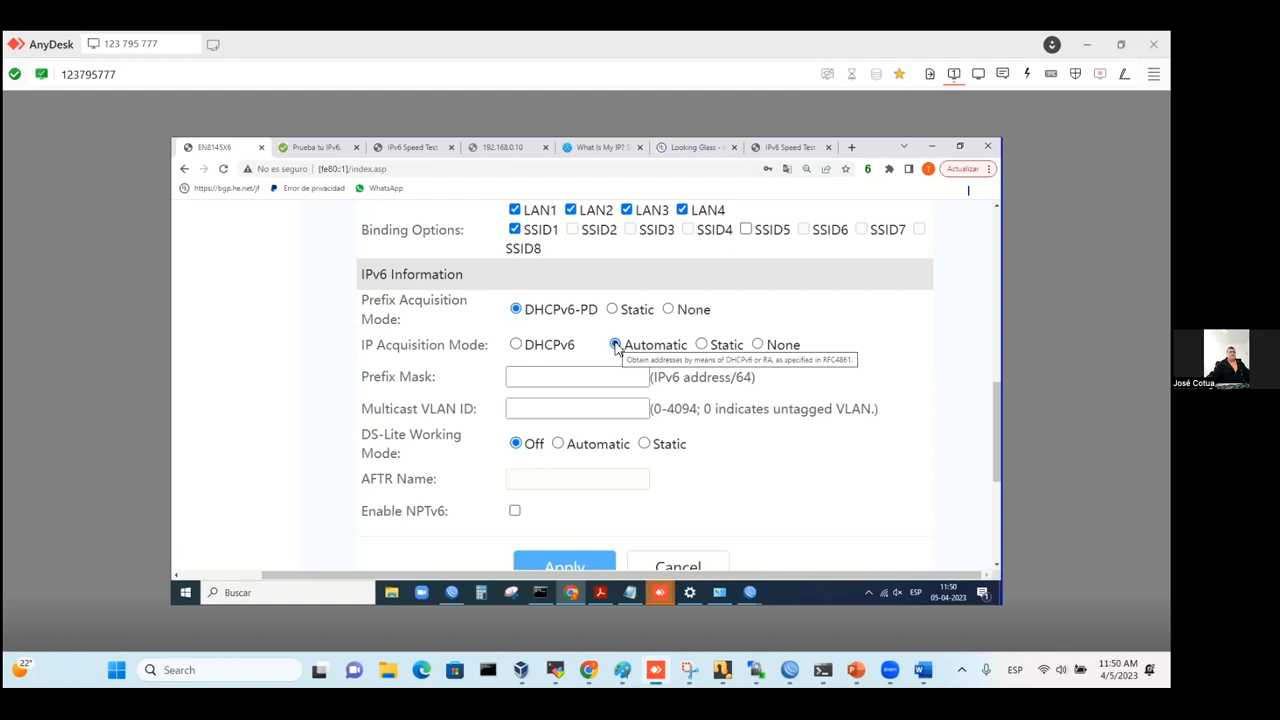 AnyDesk
123 795 777
123795777
EN8145X6
Prueba tu IPv6.
IPv6 Speed Test
192.168.0.10
What Is My IP? S
Looking Glass -
IPv6 Speed Test
No es seguro | [fe80::1]/index.asp
6
T
Actualizar
https://bgp.he.net/jf
Error de privacidad
WhatsApp
LAN1 LAN2 LAN3 LAN4
Binding Options: SSID1 SSID2 SSID3 SSID4 SSID5 SSID6 SSID7
SSID8
IPv6 Information
Prefix Acquisition
Mode:
DHCPv6-PD Static None
IP Acquisition Mode: DHCPv6 Automatic Static None
Obtain addresses by means of DHCPv6 or RA, as specified in RFC4861.
Prefix Mask: (IPv6 address/64)
Multicast VLAN ID: (0-4094; 0 indicates untagged VLAN.)
DS-Lite Working
Mode:
Off Automatic Static
AFTR Name:
Enable NPTv6:
Apply Cancel
Buscar
ESP
11:50
05-04-2023
José Cotua
22°
Search
ESP
11:50 AM
4/5/2023